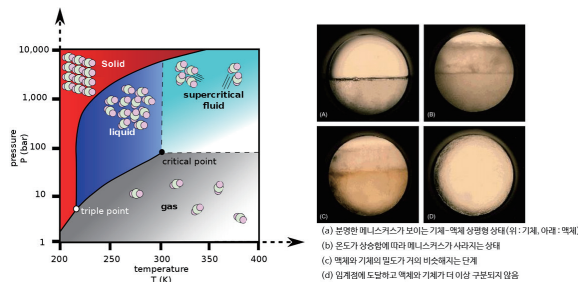 10,000
1,000
100
10
1
pressure
P (bar)
Solid
liquid
supercritical
fluid
critical point
triple point
gas
200
250
300
350
400
temperature
T (K)
(A)
(B)
(C)
(D)
(a) 분명한 메니스커스가 보이는 기체-액체 상평형 상태 (위 : 기체, 아래 : 액체)
(b) 온도가 상승함에 따라 메니스커스가 사라지는 상태
(c) 액체와 기체의 밀도가 거의 비슷해지는 단계
(d) 임계점에 도달하고 액체와 기체가 더 이상 구분되지 않음